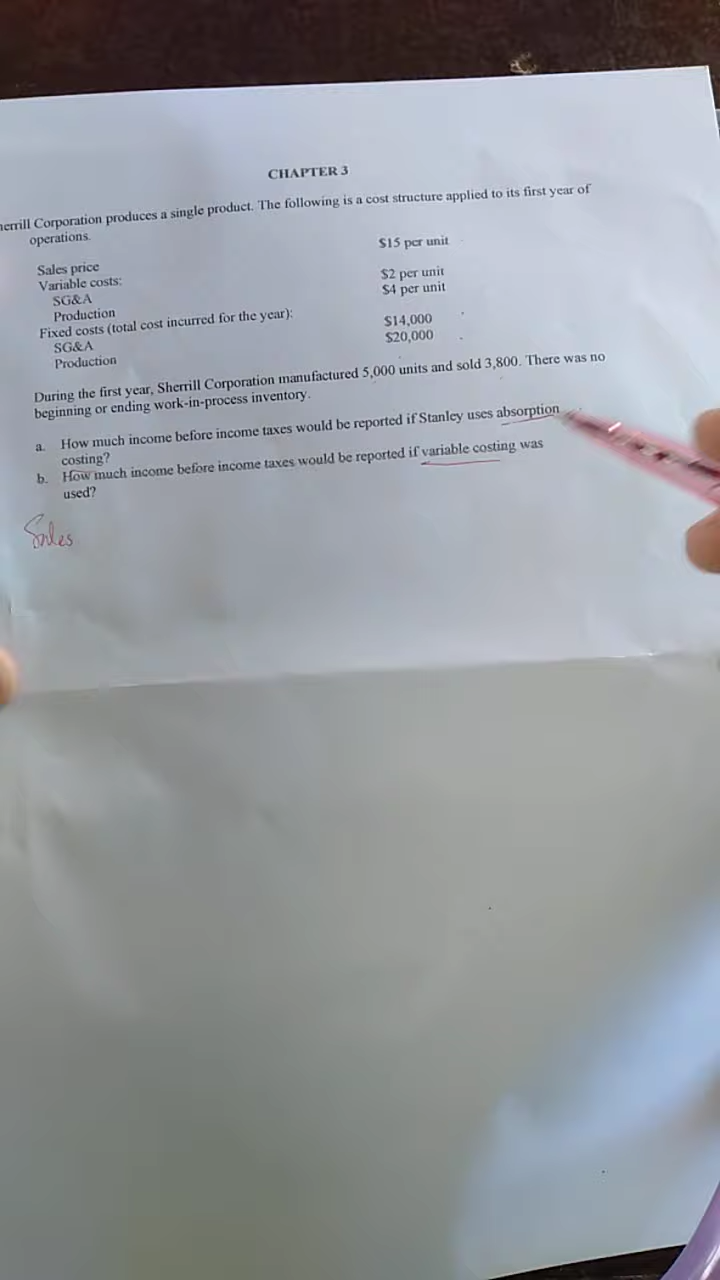 CHAPTER 3
herrill Corporation produces a single product. The following is a cost structure applied to its first year of
operations.
Sales price $15 per unit
Variable costs:
SG&A $2 per unit
Production $4 per unit
Fixed costs (total cost incurred for the year):
SG&A $14,000
Production $20,000
During the first year, Sherrill Corporation manufactured 5,000 units and sold 3,800. There was no
beginning or ending work-in-process inventory.
a. How much income before income taxes would be reported if Stanley uses absorption
costing?
b. How much income before income taxes would be reported if variable costing was
used?
Sales